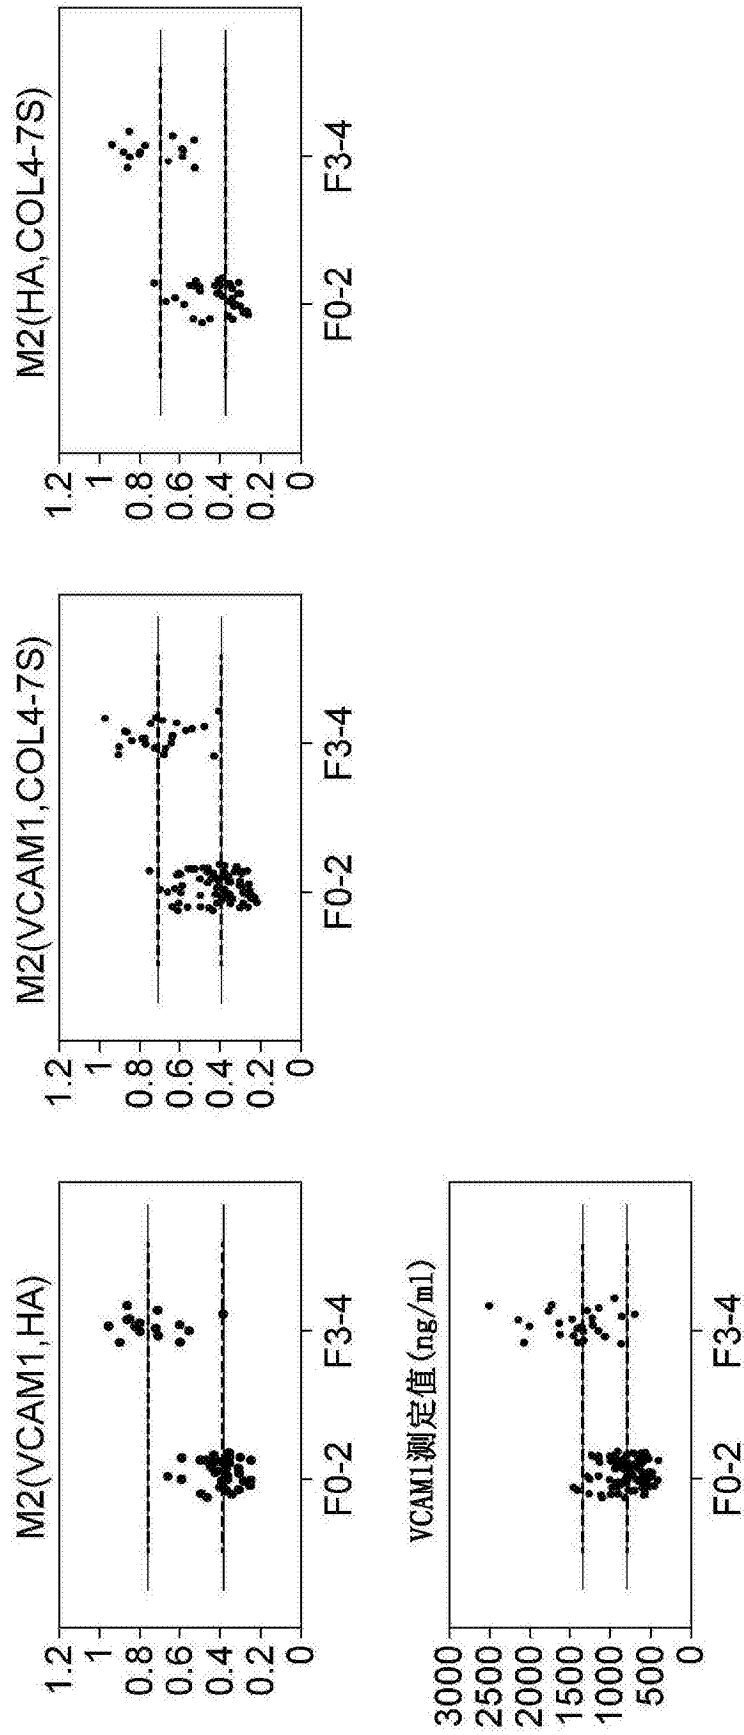 M2(VCAM1,HA)
1.2
1
0.8
0.6
0.4
0.2
0
F0-2
F3-4
M2(VCAM1,COL4-7S)
1.2
1
0.8
0.6
0.4
0.2
0
F0-2
F3-4
M2(HA,COL4-7S)
1.2
1
0.8
0.6
0.4
0.2
0
F0-2
F3-4
VCAM1测定值(ng/ml)
3000
2500
2000
1500
1000
500
0
F0-2
F3-4